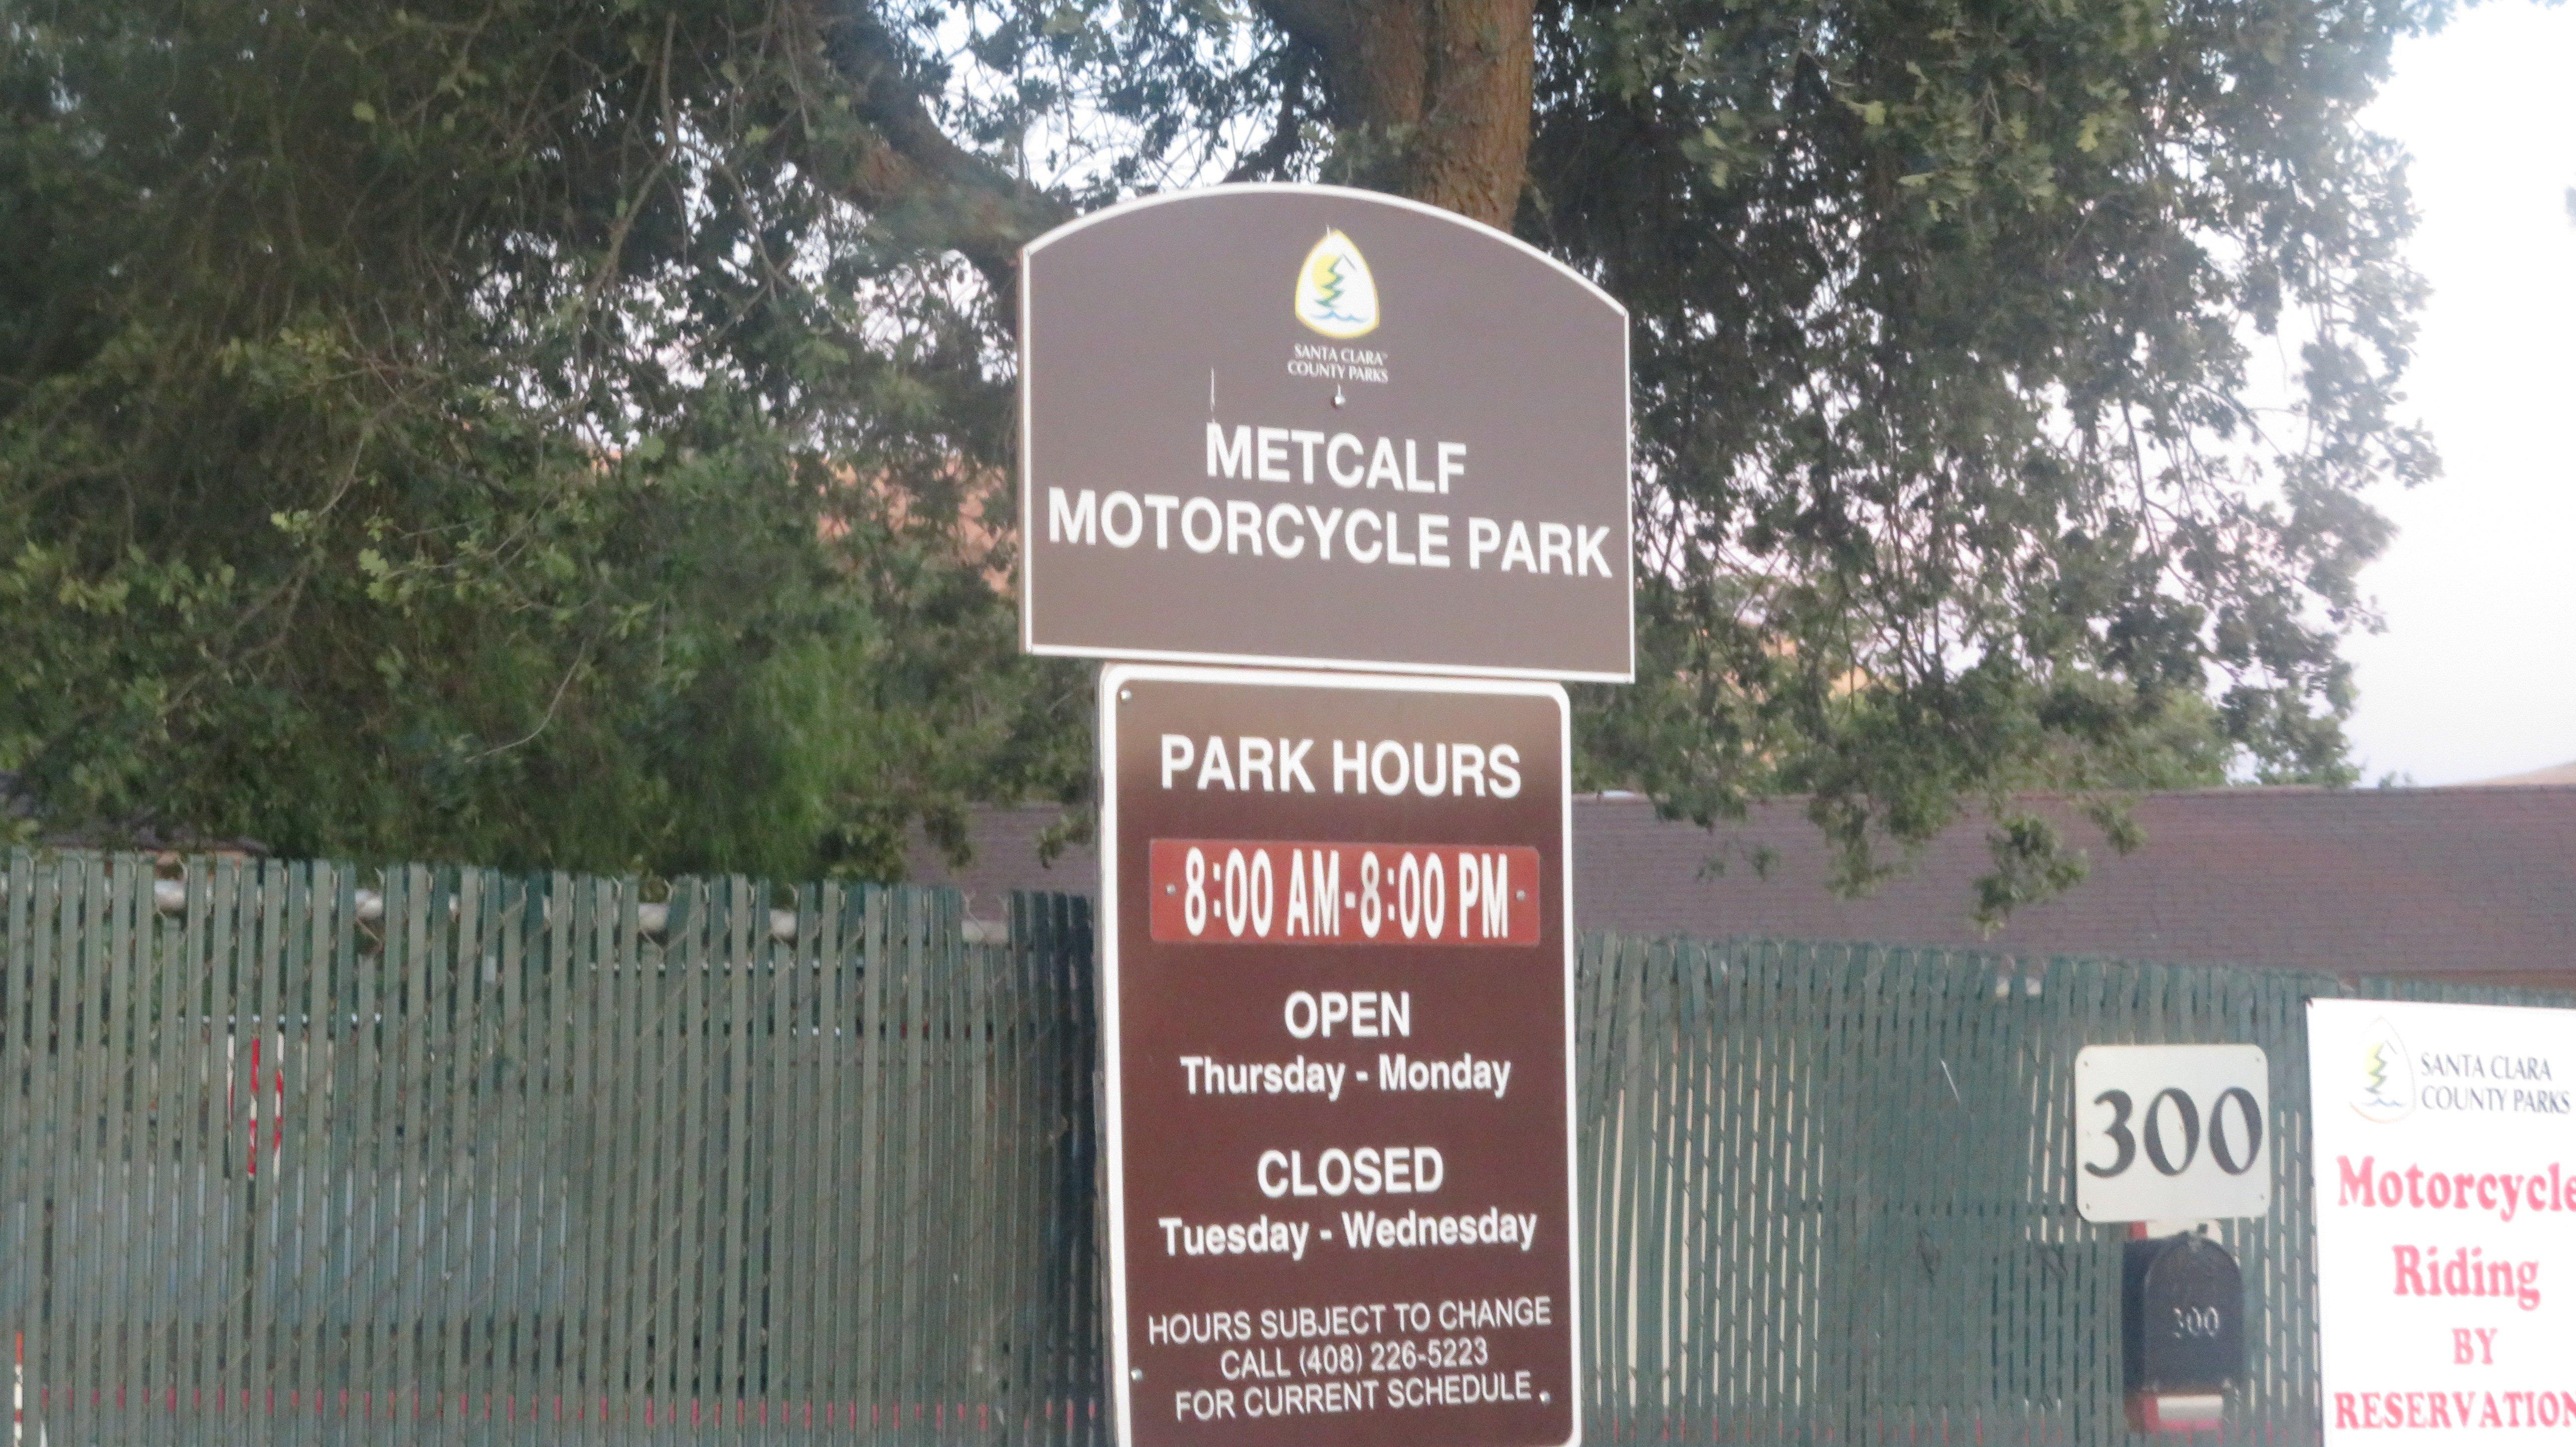 SANTA CLARA
COUNTY PARKS
METCALF
MOTORCYCLE PARK
PARK HOURS
8:00 AM-8:00 PM
OPEN
Thursday - Monday
CLOSED
Tuesday - Wednesday
HOURS SUBJECT TO CHANGE
CALL (408) 226-5223
FOR CURRENT SCHEDULE
300
300
SANTA CLARA
COUNTY PARKS
Motorcycle
Riding
BY
RESERVATION